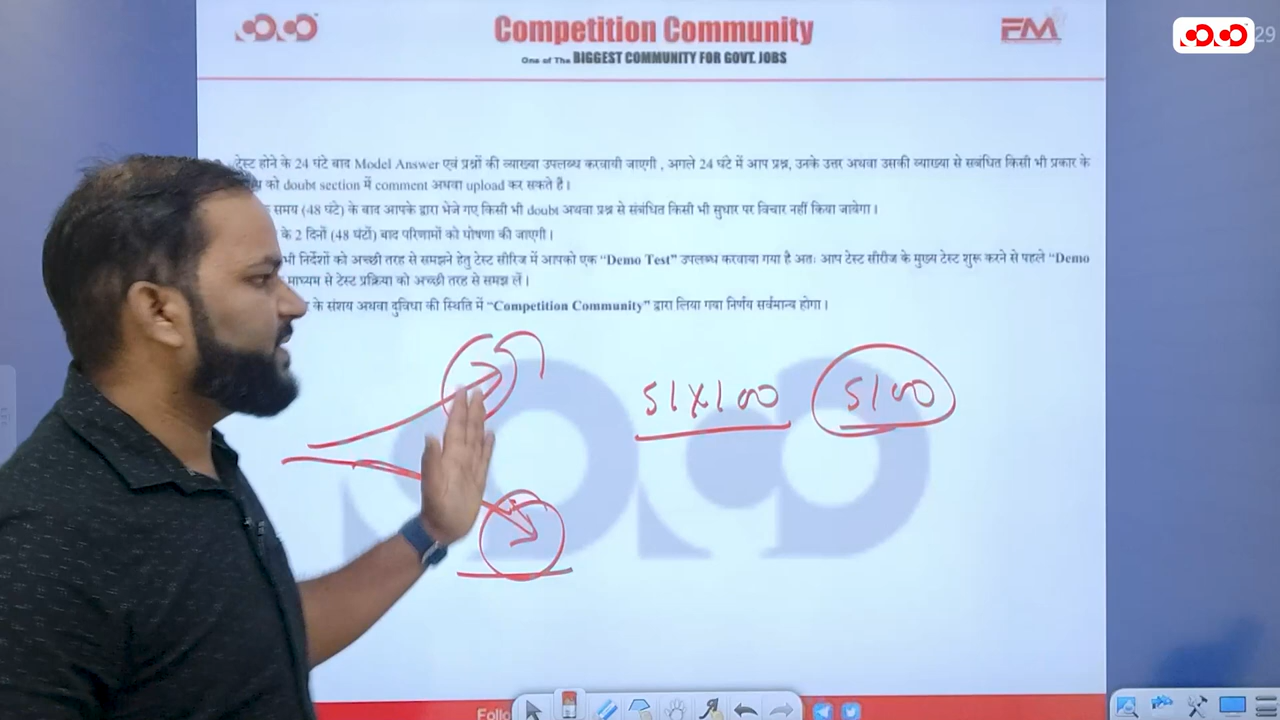 Competition Community
One of The BIGGEST COMMUNITY FOR GOVT. JOBS
FM
29
टेस्ट होने के 24 घंटे बाद Model Answer एवं प्रश्नों की व्याख्या उपलब्ध करवायी जाएगी , अगले 24 घंटे में आप प्रश्न, उनके उत्तर अथवा उसकी व्याख्या से सबंधित किसी भी प्रकार के
को doubt section में comment अथवा upload कर सकते है।
समय (48 घंटे) के बाद आपके द्वारा भेजे गए किसी भी doubt अथवा प्रश्न से संबंधित किसी भी सुधार पर विचार नहीं किया जायेगा।
के 2 दिनों (48 घंटों) बाद परिणामों को घोषणा की जाएगी।
भी निर्देशों को अच्छी तरह से समझने हेतु टेस्ट सीरिज में आपको एक “Demo Test” उपलब्ध करवाया गया है अतः आप टेस्ट सीरीज के मुख्य टेस्ट शुरू करने से पहले “Demo
माध्यम से टेस्ट प्रक्रिया को अच्छी तरह से समझ लें।
के संशय अथवा दुविधा की स्थिति में “Competition Community” द्वारा लिया गया निर्णय सर्वमान्य होगा।
51x100 5100
Follo